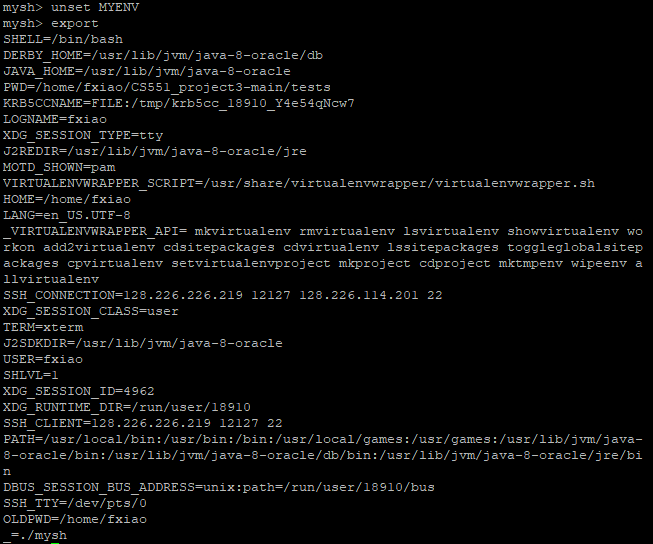 mysh> unset MYENV
mysh> export
SHELL=/bin/bash
DERBY_HOME=/usr/lib/jvm/java-8-oracle/db
JAVA_HOME=/usr/lib/jvm/java-8-oracle
PWD=/home/fxiao/CS551_project3-main/tests
KRB5CCNAME=FILE:/tmp/krb5cc_18910_Y4e54qNcw7
LOGNAME=fxiao
XDG_SESSION_TYPE=tty
J2REDIR=/usr/lib/jvm/java-8-oracle/jre
MOTD_SHOWN=pam
VIRTUALENVWRAPPER_SCRIPT=/usr/share/virtualenvwrapper/virtualenvwrapper.sh
HOME=/home/fxiao
LANG=en_US.UTF-8
_VIRTUALENVWRAPPER_API= mkvirtualenv rmvirtualenv lsvirtualenv showvirtualenv wo
rkon add2virtualenv cdsitepackages cdvirtualenv lssitepackages toggleglobalsitep
ackages cpvirtualenv setvirtualenvproject mkproject cdproject mktmpenv wipeenv a
llvirtualenv
SSH_CONNECTION=128.226.226.219 12127 128.226.114.201 22
XDG_SESSION_CLASS=user
TERM=xterm
J2SDKDIR=/usr/lib/jvm/java-8-oracle
USER=fxiao
SHLVL=1
XDG_SESSION_ID=4962
XDG_RUNTIME_DIR=/run/user/18910
SSH_CLIENT=128.226.226.219 12127 22
PATH=/usr/local/bin:/usr/bin:/bin:/usr/local/games:/usr/games:/usr/lib/jvm/java-
8-oracle/bin:/usr/lib/jvm/java-8-oracle/db/bin:/usr/lib/jvm/java-8-oracle/jre/bi
n
DBUS_SESSION_BUS_ADDRESS=unix:path=/run/user/18910/bus
SSH_TTY=/dev/pts/0
OLDPWD=/home/fxiao
_=./mysh